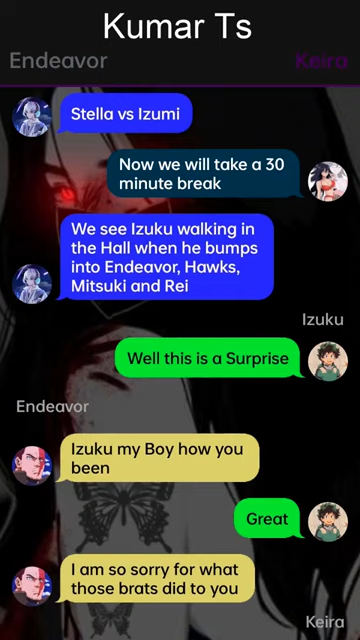 Kumar Ts
Endeavor
Keira
Stella vs Izumi
Now we will take a 30
minute break
We see Izuku walking in
the Hall when he bumps
into Endeavor, Hawks,
Mitsuki and Rei
Izuku
Well this is a Surprise
Endeavor
Izuku my Boy how you
been
Great
I am so sorry for what
those brats did to you
Keira